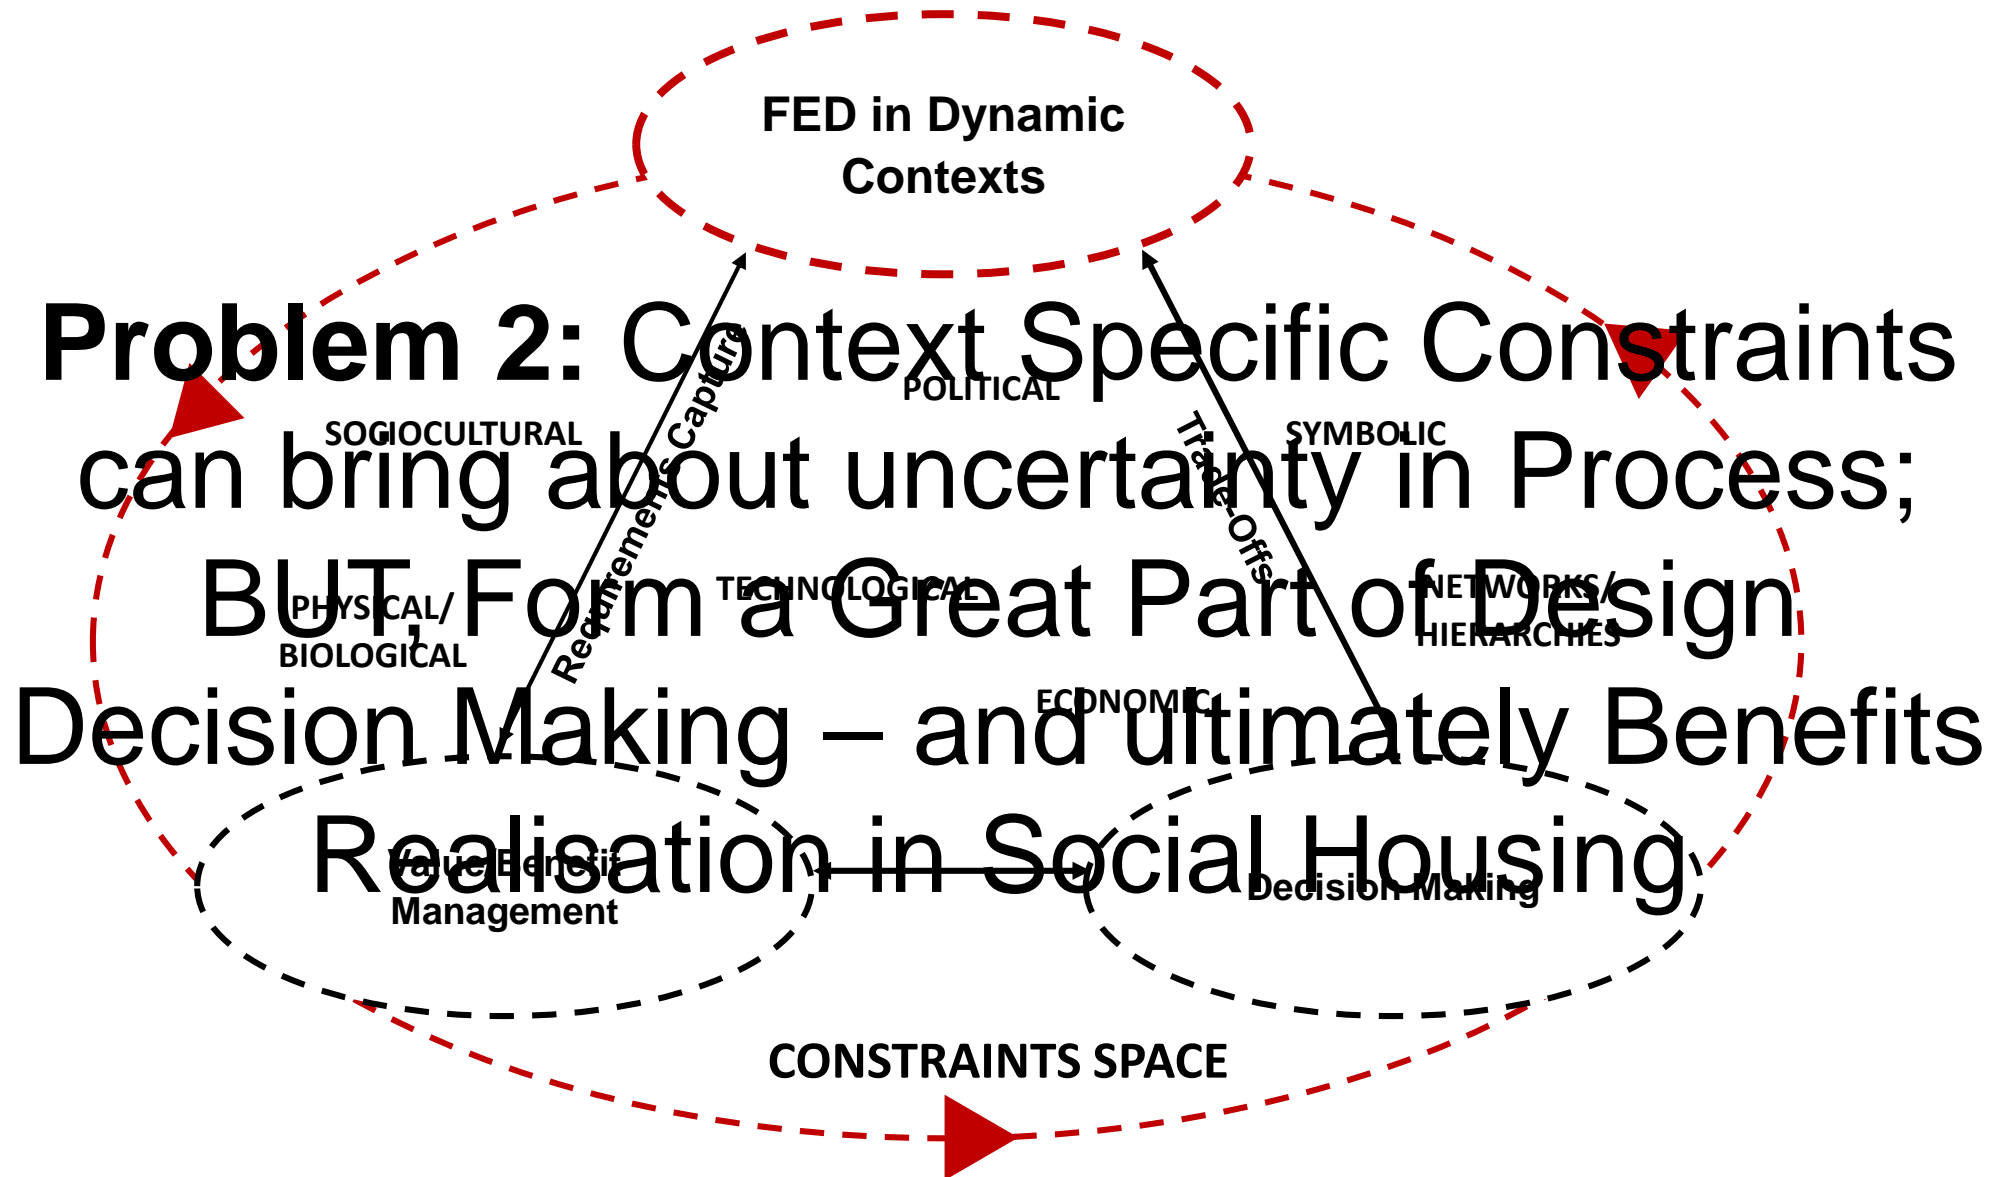 FED in Dynamic
Contexts
Problem 2: Context Specific Constraints
can bring about uncertainty in Process;
BUT, Form a Great Part of Design
Decision Making – and ultimately Benefits
Realisation in Social Housing
POLITICAL
SOCIOCULTURAL
SYMBOLIC
Requirements Capture
Trade-Offs
TECHNOLOGICAL
PHYSICAL/
BIOLOGICAL
NETWORKS/
HIERARCHIES
ECONOMIC
Value/Benefit
Management
Decision Making
CONSTRAINTS SPACE